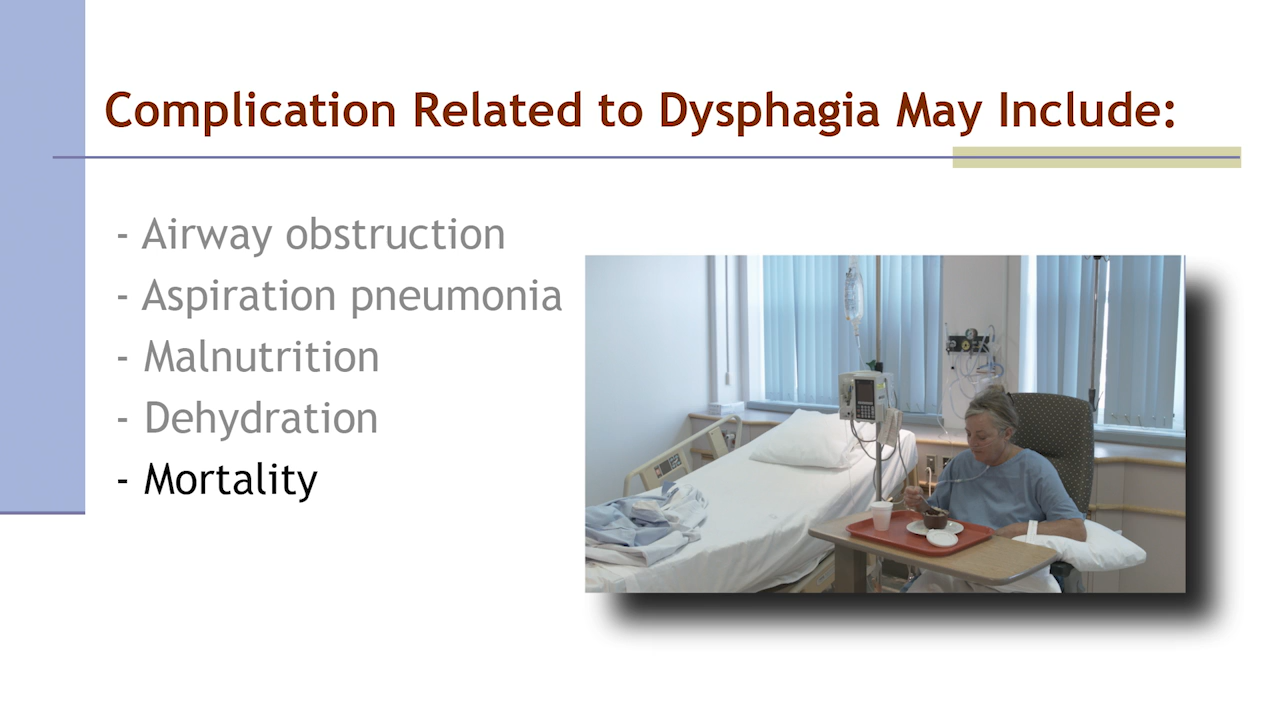 Complication Related to Dysphagia May Include:
- Airway obstruction
- Aspiration pneumonia
- Malnutrition
- Dehydration
- Mortality